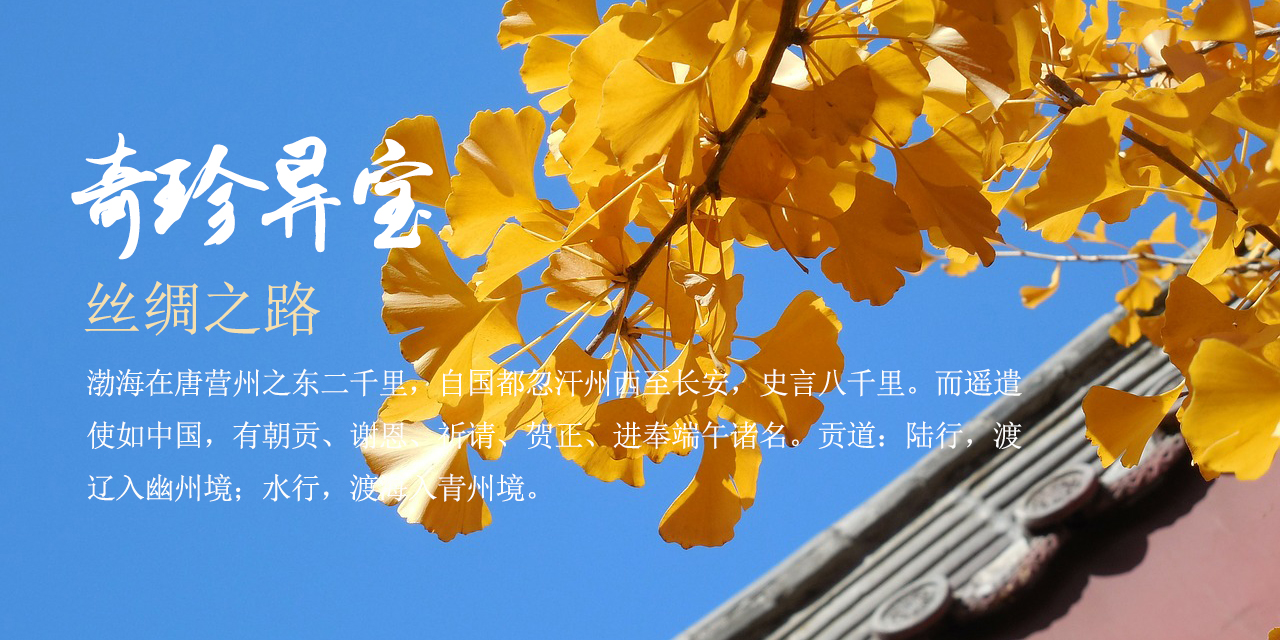 奇珍异宝
丝绸之路
渤海在唐营州之东二千里，自国都忽汗州西至长安，史言八千里。而遥遣
使如中国，有朝贡、谢恩、祈请、贺正、进奉端午诸名。贡道：陆行，渡
辽入幽州境；水行，渡海入青州境。